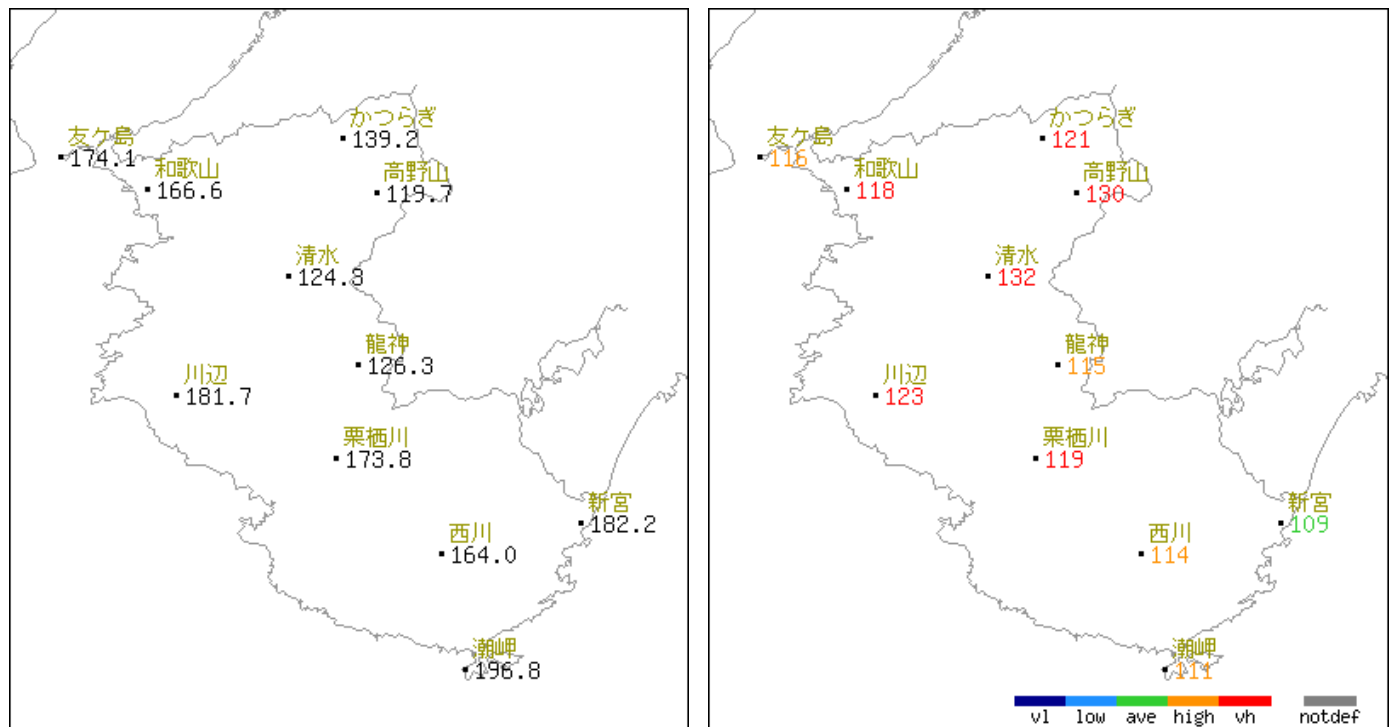 かつらぎ
139.2
友ケ島
174.1
和歌山
166.6
高野山
119.7
清水
124.3
龍神
126.3
川辺
181.7
栗栖川
173.8
新宮
182.2
西川
164.0
潮岬
196.8
かつらぎ
121
友ケ島
116
和歌山
118
高野山
130
清水
132
龍神
115
川辺
123
栗栖川
119
新宮
109
西川
114
潮岬
111
vl low ave high vh notdef